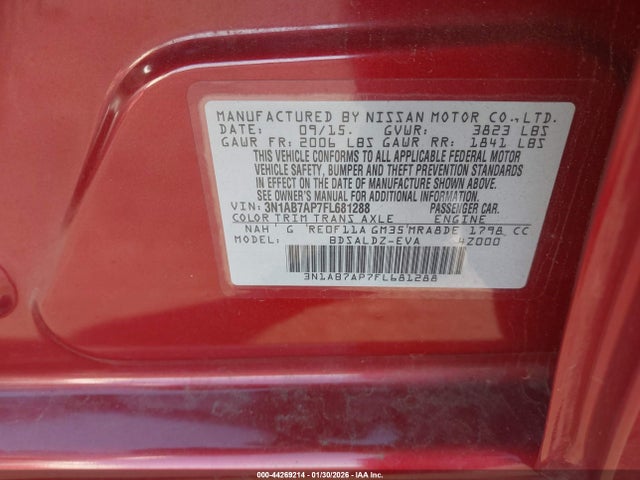 MANUFACTURED BY NISSAN MOTOR CO.,LTD.
DATE: 09/15. GVWR: 3823 LBS
GAWR FR: 2006 LBS GAWR RR: 1841 LBS
THIS VEHICLE CONFORMS TO ALL APPLICABLE FEDERAL MOTOR
VEHICLE SAFETY, BUMPER AND THEFT PREVENTION STANDARDS
IN EFFECT ON THE DATE OF MANUFACTURE SHOWN ABOVE.
SEE OWNER'S MANUAL FOR ADDITIONAL INFORMATION
VIN: 3N1AB7AP7FL681288 PASSENGER CAR.
COLOR TRIM TRANS AXLE ENGINE
NAH G RE0F11A GM35 MRA8DE 1798 CC
BDSALDZ-EVA 4Z000
3N1AB7AP7FL681288
000-44269214 | 01/30/2026 | IAA Inc.